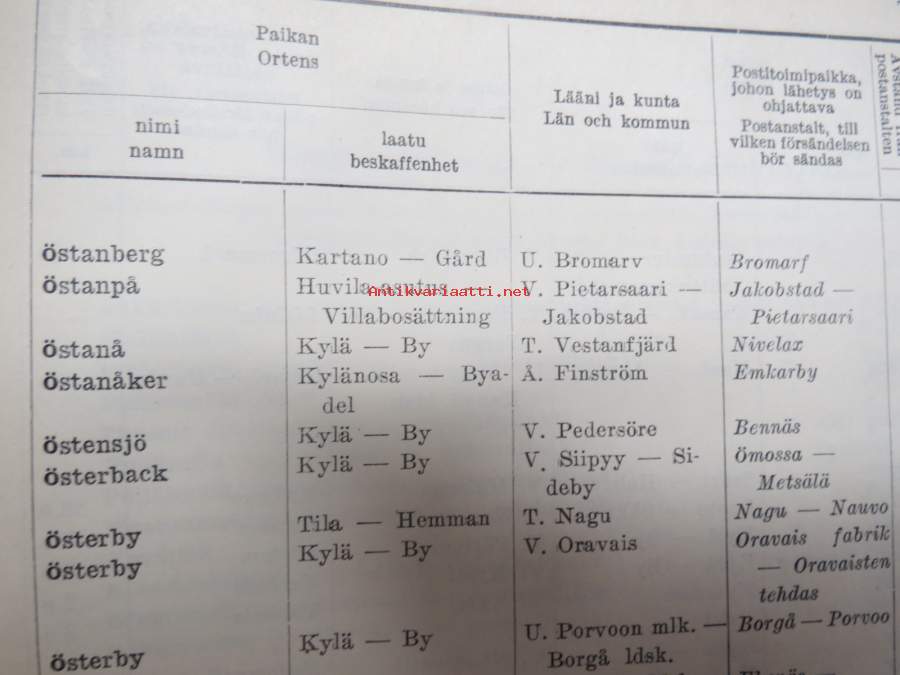 Paikan
Ortens
nimi
namn
laatu
beskaffenhet
Lääni ja kunta
Län och kommun
Postitoimipaikka,
johon lähetys on
ohjattava
Postanstalt, till
vilken försändelsen
bör sändas
postanstalten
östanberg Kartano — Gård U. Bromarv Bromarf
östanpå Huvila-asutus — V. Pietarsaari — Jakobstad —
Villabosättning Jakobstad Pietarsaari
Antikvariaatti.net
östanå Kylä — By T. Vestanfjärd Nivelax
östanåker Kylänosa — Bya- Å. Finström Emkarby
del
östensjö Kylä — By V. Pedersöre Bennäs
österback Kylä — By V. Siipyy — Si- Ömossa —
deby Metsälä
österby Tila — Hemman T. Nagu Nagu — Nauvo
österby Kylä — By V. Oravais Oravais fabrik
— Oravaisten
tehdas
österby Kylä — By U. Porvoon mlk. — Borgå — Porvoo
Borgå ldsk.